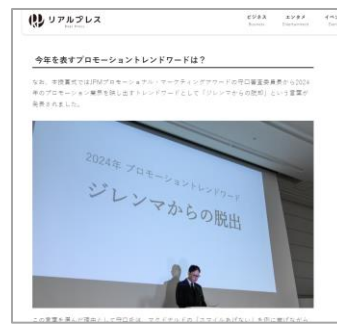 リアルプレス
ビジネス
エンタメ
今年を表すプロモーショントレンドワードは？
なお、本授賞式ではJPMプロモーショナル・マーケティングアワードの守口審査委員長から2024
年のプロモーション業界を映し出すトレンドワードとして「ジレンマからの脱却」という言葉が
発表されました。
2024年 プロモーショントレンドワード
ジレンマからの脱出